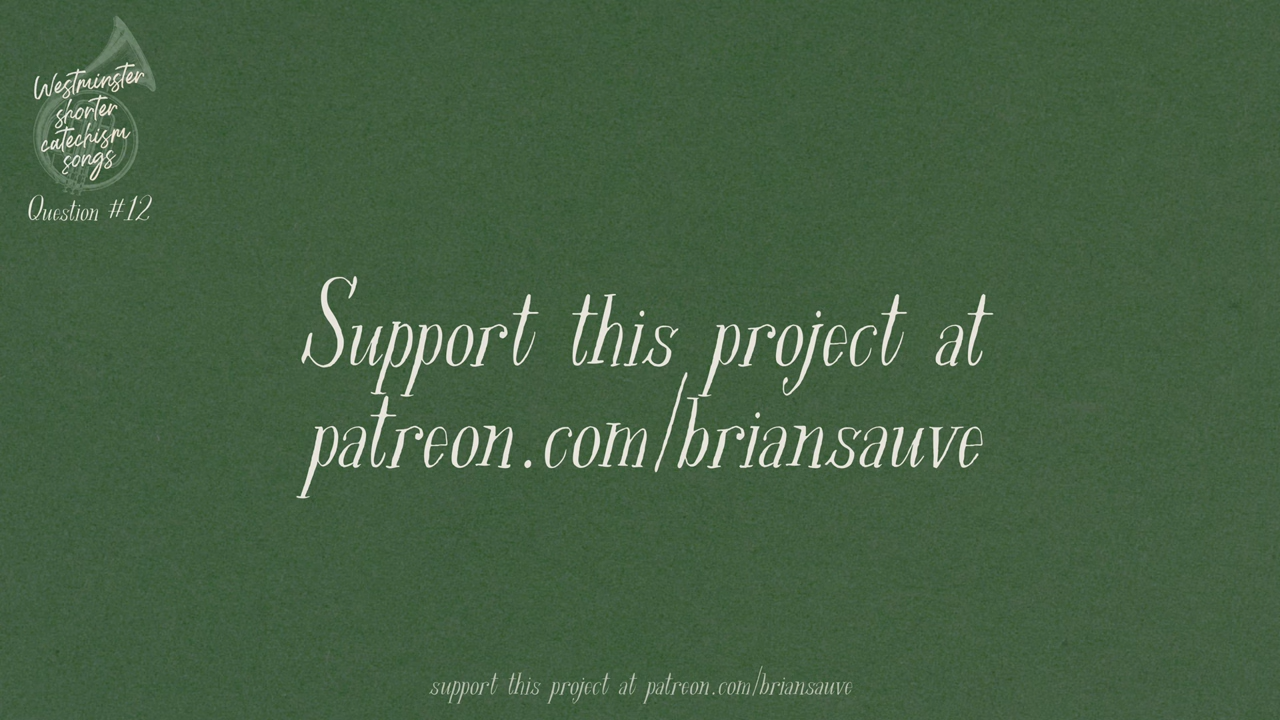 Westminster
shorter
catechism
songs
Question #12
Support this project at
patreon.com/briansauve
support this project at patreon.com/briansauve